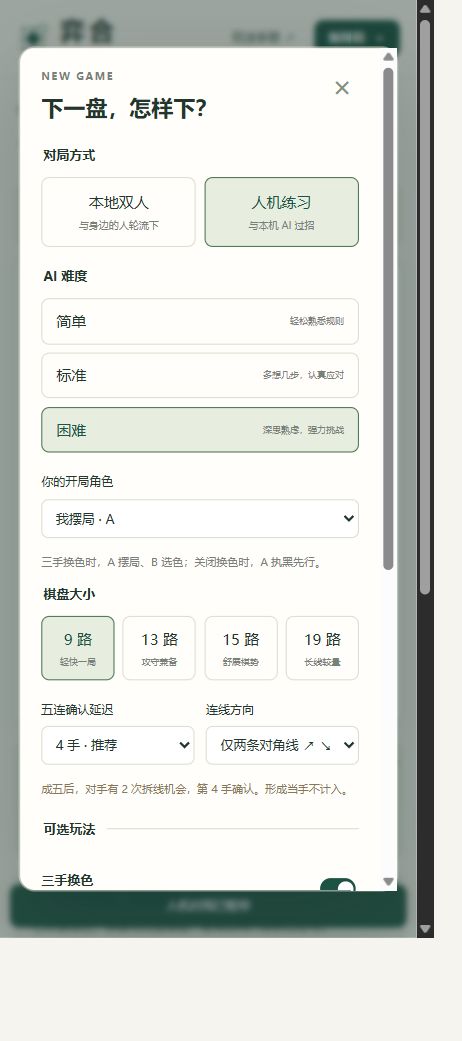 弈合
NEW GAME
下一盘，怎样下？
对局方式
本地双人
与身边的人轮流下
人机练习
与本机 AI 过招
AI 难度
简单
轻松熟悉规则
标准
多想几步，认真应对
困难
深思熟虑，强力挑战
你的开局角色
我摆局 · A
三手换色时，A 摆局、B 选色；关闭换色时，A 执黑先行。
棋盘大小
9 路
轻快一局
13 路
攻守兼备
15 路
舒展棋势
19 路
长线较量
五连确认延迟
连线方向
4 手 · 推荐
仅两条对角线 ↗ ↘
成五后，对手有 2 次拆线机会，第 4 手确认。形成当手不计入。
可选玩法
三手换色